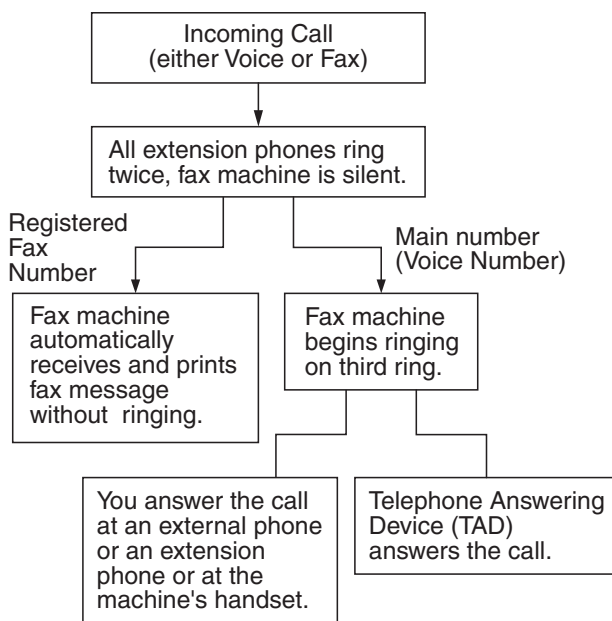 Incoming Call
(either Voice or Fax)
All extension phones ring
twice, fax machine is silent.
Registered
Fax
Number
Main number
(Voice Number)
Fax machine
automatically
receives and prints
fax message
without ringing.
Fax machine
begins ringing
on third ring.
You answer the call
at an external phone
or an extension
phone or at the
machine's handset.
Telephone Answering
Device (TAD)
answers the call.